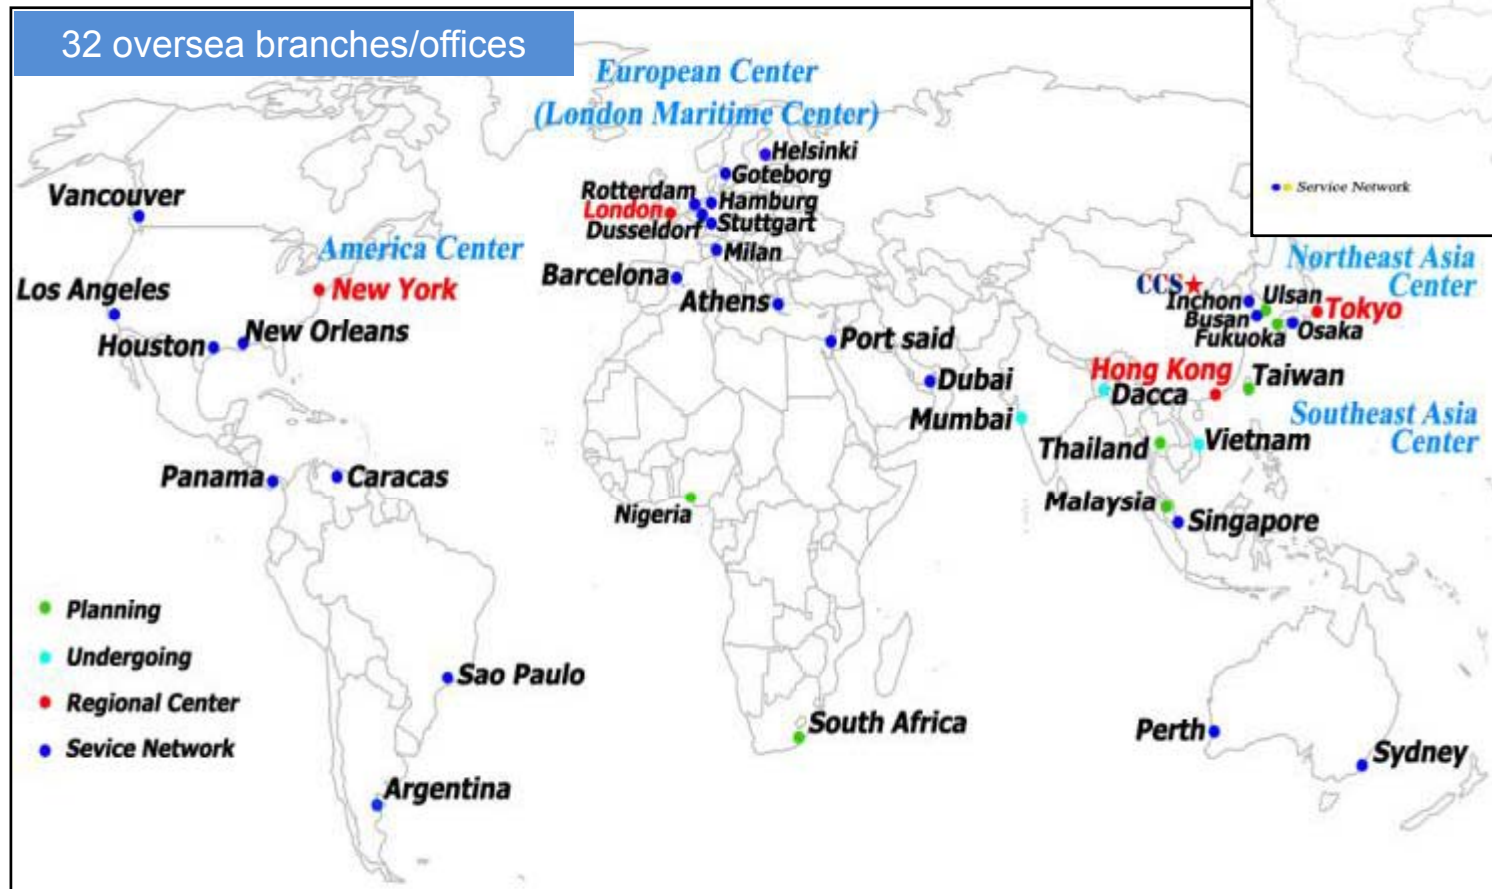 32 oversea branches/offices
European Center
(London Maritime Center)
Helsinki
Goteborg
Rotterdam
Hamburg
London
Dusseldorf
Stuttgart
Milan
Barcelona
Athens
Vancouver
America Center
New York
Los Angeles
New Orleans
Houston
Port said
Dubai
Mumbai
Service Network
Northeast Asia
Center
CCS
Inchon
Ulsan
Tokyo
Busan
Fukuoka
Osaka
Hong Kong
Taiwan
Dacca
Southeast Asia
Center
Thailand
Vietnam
Malaysia
Singapore
Panama
Caracas
Nigeria
Planning
Undergoing
Regional Center
Sevice Network
Sao Paulo
Argentina
South Africa
Perth
Sydney